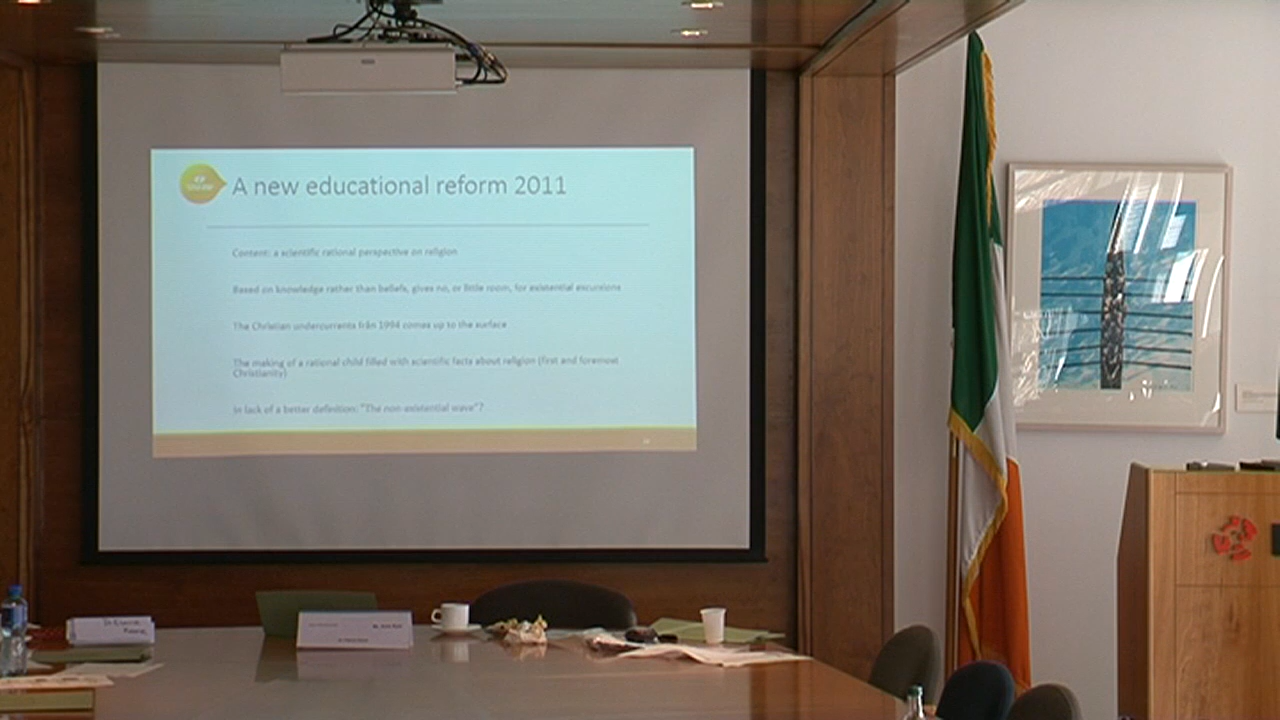 A new educational reform 2011
Content: a scientific rational perspective on religion
Based on knowledge rather than beliefs, gives no, or little room, for existential excursions
The Christian undercurrents från 1994 comes up to the surface
The making of a rational child filled with scientific facts about religion (first and foremost
Christianity)
In lack of a better definition: "The non-existential wave"?